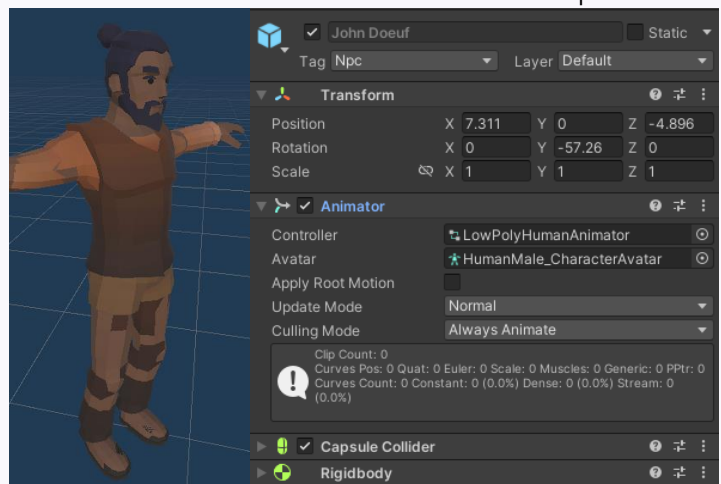 John Doeuf
Static
Tag Npc Layer Default
Transform
Position X 7.311 Y 0 Z -4.896
Rotation X 0 Y -57.26 Z 0
Scale X 1 Y 1 Z 1
Animator
Controller LowPolyHumanAnimator
Avatar HumanMale_CharacterAvatar
Apply Root Motion
Update Mode Normal
Culling Mode Always Animate
Clip Count: 0
Curves Pos: 0 Quat: 0 Euler: 0 Scale: 0 Muscles: 0 Generic: 0 PPtr: 0
Curves Count: 0 Constant: 0 (0.0%) Dense: 0 (0.0%) Stream: 0
(0.0%)
Capsule Collider
Rigidbody